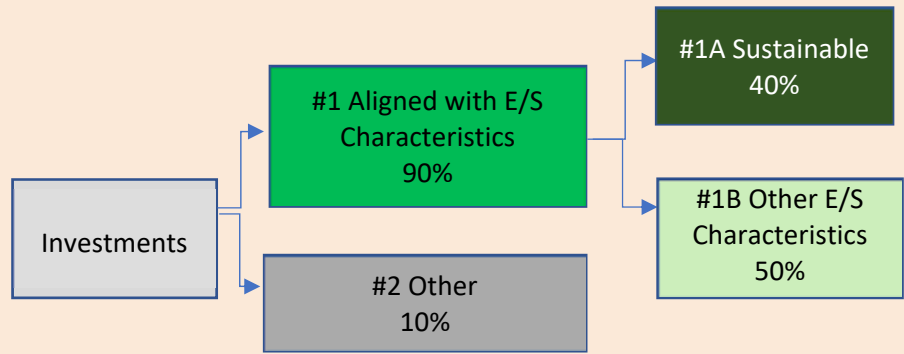 Investments
#1 Aligned with E/S
Characteristics
90%
#2 Other
10%
#1A Sustainable
40%
#1B Other E/S
Characteristics
50%